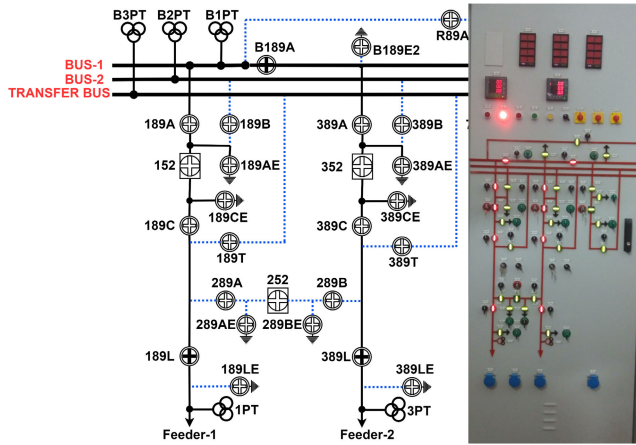 B3PT B2PT B1PT
R89A
B189A
B189E2
BUS-1
BUS-2
TRANSFER BUS
189A 189B 389A 389B
152 189AE 352 389AE
189CE 389CE
189C 389C
189T 389T
289A 252 289B
289AE 289BE
189L 389L
189LE 389LE
1PT 3PT
Feeder-1 Feeder-2